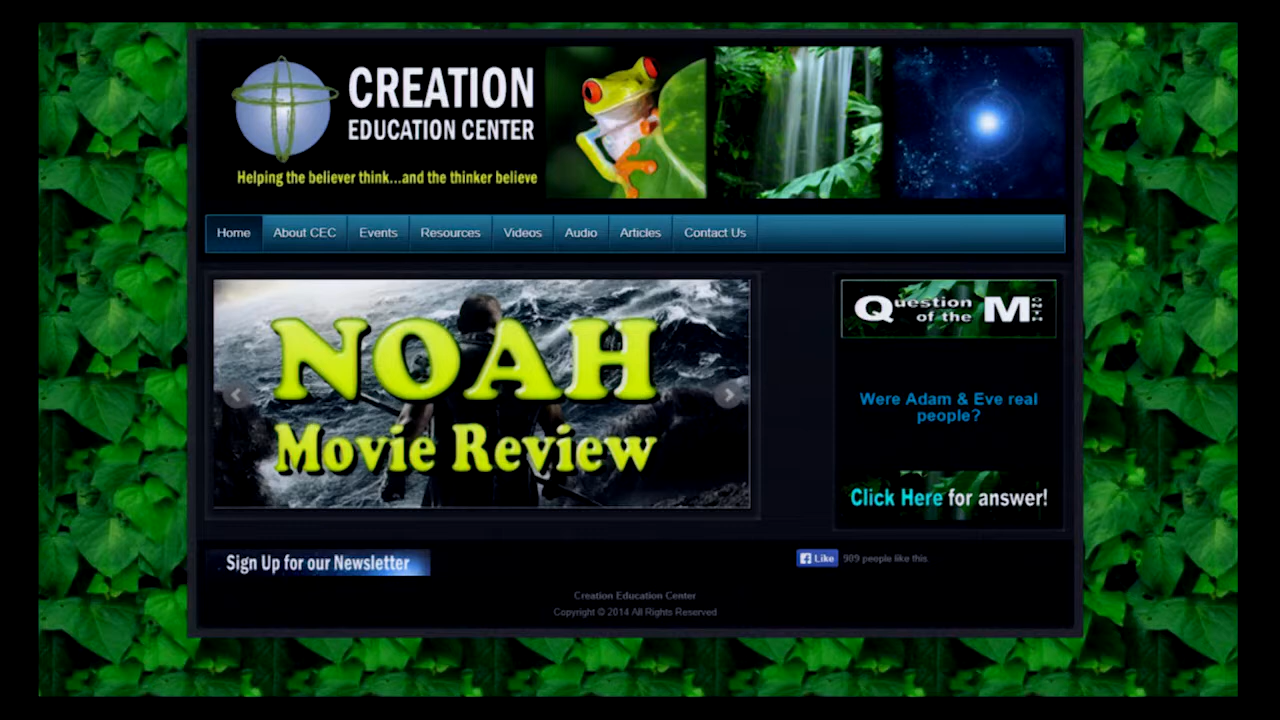 CREATION
EDUCATION CENTER
Helping the believer think...and the thinker believe
Home About CEC Events Resources Videos Audio Articles Contact Us
NOAH
Movie Review
Question of the MONTH
Were Adam & Eve real
people?
Click Here for answer!
Sign Up for our Newsletter
Like 989 people like this.
Creation Education Center
Copyright © 2014 All Rights Reserved